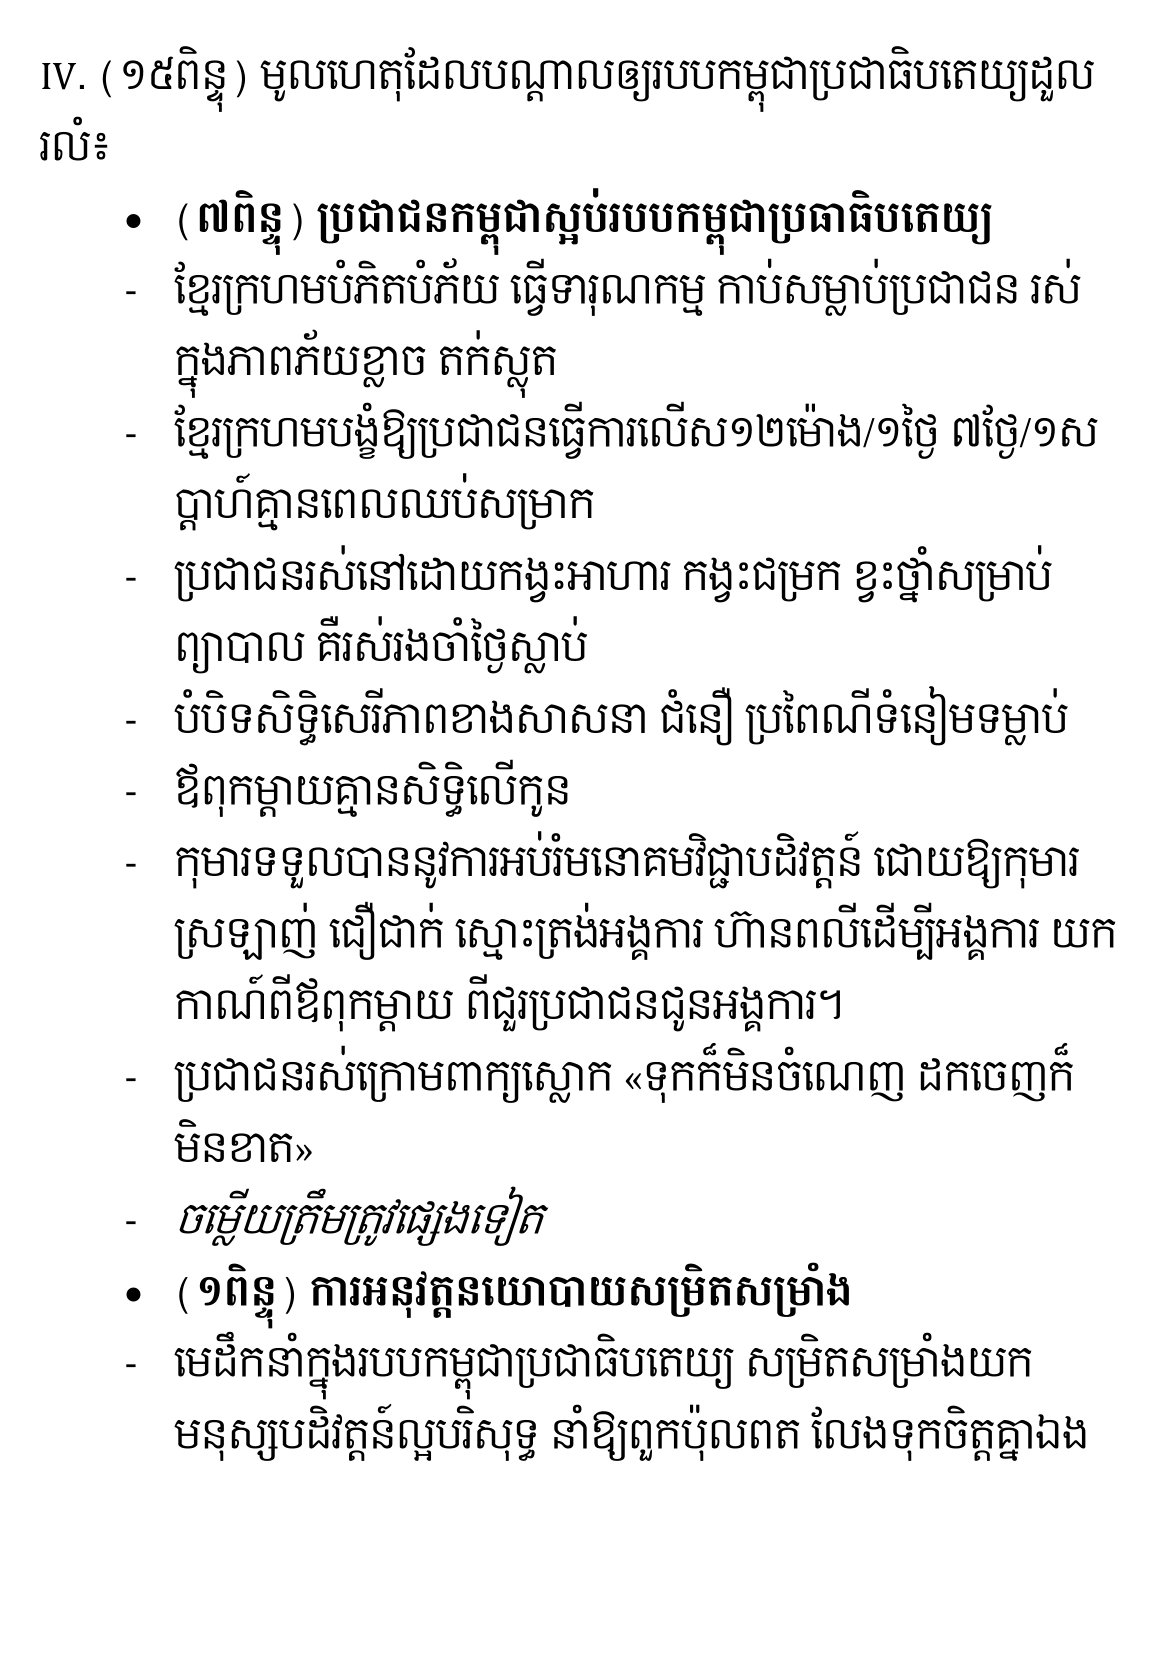 IV. (១៥ពិន្ទុ) មូលហេតុដែលបណ្តាលឲ្យរបបកម្ពុជាប្រជាធិបតេយ្យដួល
រលំ៖
• (៧ពិន្ទុ) ប្រជាជនកម្ពុជាស្អប់របបកម្ពុជាប្រធាធិបតេយ្យ
- ខ្មែរក្រហមបំភិតបំភ័យ ធ្វើទារុណកម្ម កាប់សម្លាប់ប្រជាជន រស់
ក្នុងភាពភ័យខ្លាច តក់ស្លុត
- ខ្មែរក្រហមបង្ខំឱ្យប្រជាជនធ្វើការលើស១២ម៉ោង/១ថ្ងៃ ៧ថ្ងៃ/១ស
ប្តាហ៍គ្មានពេលឈប់សម្រាក
- ប្រជាជនរស់នៅដោយកង្វះអាហារ កង្វះជម្រក ខ្វះថ្នាំសម្រាប់
ព្យាបាល គឺរស់រងចាំថ្ងៃស្លាប់
- បំបិទសិទ្ធិសេរីភាពខាងសាសនា ជំនឿ ប្រពៃណីទំនៀមទម្លាប់
- ឪពុកម្តាយគ្មានសិទ្ធិលើកូន
- កុមារទទួលបាននូវការអប់រំមនោគមវិជ្ជាបដិវត្តន៍ ដោយឱ្យកុមារ
ស្រឡាញ់ ជឿជាក់ ស្មោះត្រង់អង្គការ ហ៊ានពលីដើម្បីអង្គការ យក
កាណ៍ពីឪពុកម្តាយ ពីជួរប្រជាជនជូនអង្គការ។
- ប្រជាជនរស់ក្រោមពាក្យស្លោក «ទុកក៏មិនចំណេញ ដកចេញក៏
មិនខាត»
- ចម្លើយត្រឹមត្រូវផ្សេងទៀត
• (១ពិន្ទុ) ការអនុវត្តនយោបាយសម្រិតសម្រាំង
- មេដឹកនាំក្នុងរបបកម្ពុជាប្រជាធិបតេយ្យ សម្រិតសម្រាំងយក
មនុស្សបដិវត្តន៍ល្អបរិសុទ្ធ នាំឱ្យពួកប៉ុលពត លែងទុកចិត្តគ្នាឯង